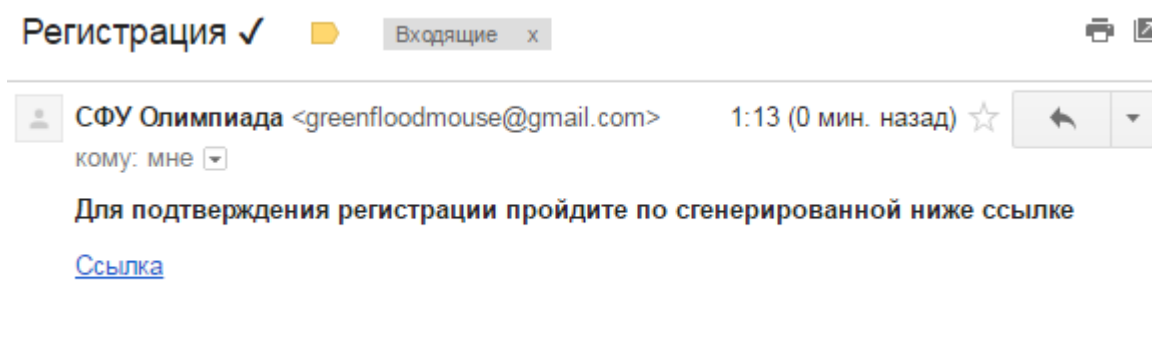 Регистрация ✓ Входящие x
СФУ Олимпиада <greenfloodmouse@gmail.com> 1:13 (0 мин. назад)
кому: мне
Для подтверждения регистрации пройдите по сгенерированной ниже ссылке
Ссылка